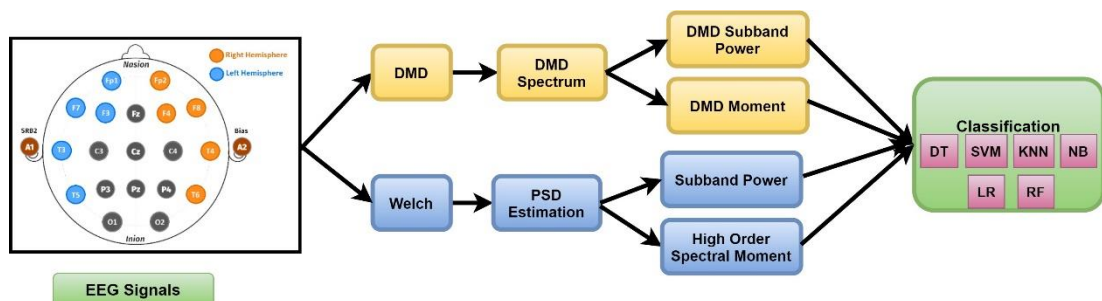 Right Hemisphere
Left Hemisphere
Nasion
Fp1
Fp2
F7
F3
Fz
F4
F8
SRB2
A1
T3
C3
Cz
C4
T4
Bias
A2
T5
P3
Pz
P4
T6
O1
O2
Inion
EEG Signals
DMD
DMD
Spectrum
DMD Subband
Power
DMD Moment
Welch
PSD
Estimation
Subband Power
High Order
Spectral Moment
Classification
DT
SVM
KNN
NB
LR
RF